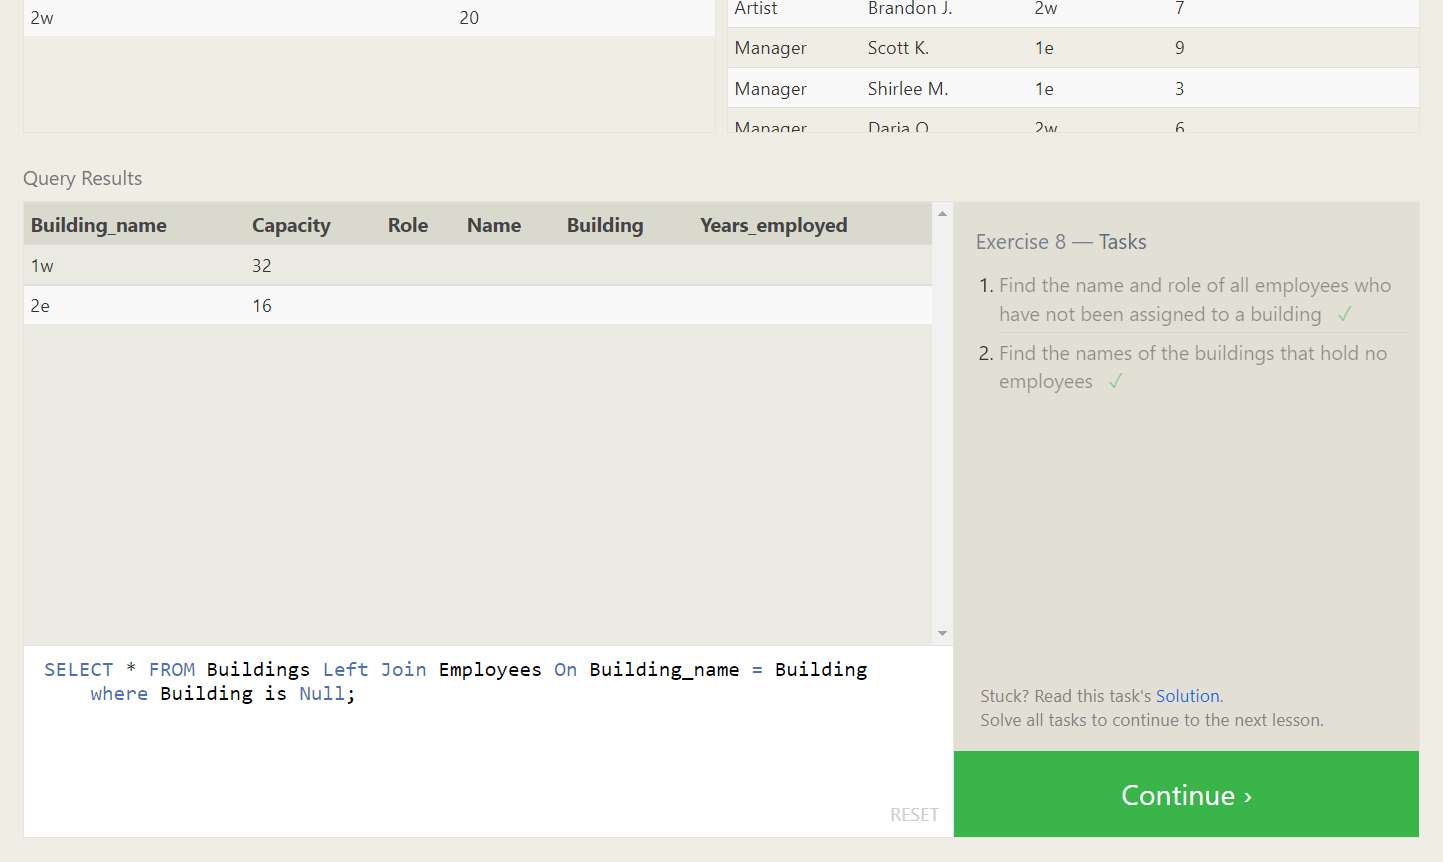 2w 20
Artist Brandon J. 2w 7
Manager Scott K. 1e 9
Manager Shirlee M. 1e 3
Manager Daria O. 2w 6
Query Results
Building_name Capacity Role Name Building Years_employed
1w 32
2e 16
SELECT * FROM Buildings Left Join Employees On Building_name = Building
where Building is Null;
RESET
Exercise 8 — Tasks
1. Find the name and role of all employees who
have not been assigned to a building ✓
2. Find the names of the buildings that hold no
employees ✓
Stuck? Read this task's Solution.
Solve all tasks to continue to the next lesson.
Continue ›